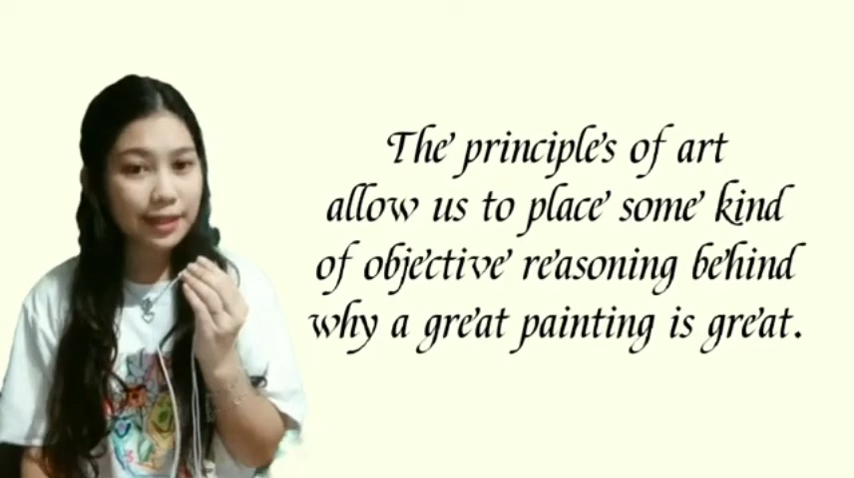 The principles of art
allow us to place some kind
of objective reasoning behind
why a great painting is great.